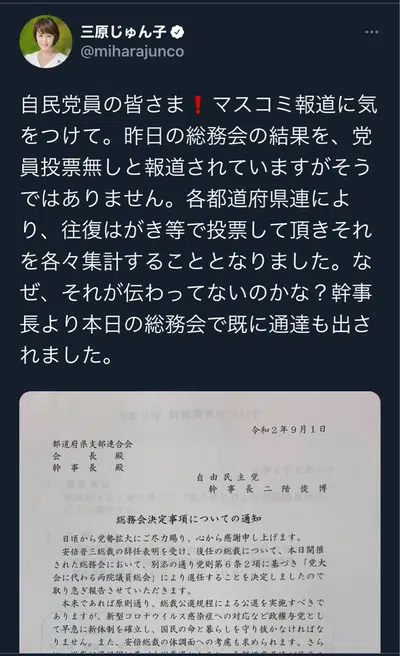 三原じゅん子
@miharajunco
自民党員の皆さま❗マスコミ報道に気
をつけて。昨日の総務会の結果を、党
員投票無しと報道されていますがそう
ではありません。各都道府県連によ
り、往復はがき等で投票して頂きそれ
を各々集計することとなりました。な
ぜ、それが伝わってないのかな？幹事
長より本日の総務会で既に通達も出さ
れました。
令和２年９月１日
都道府県支部連合会
会長殿
幹事長殿
自由民主党
幹事長二階俊博
総務会決定事項についての通知
日頃から党勢拡大にご尽力賜り、心から感謝申し上げます。
安倍晋三総裁の辞任表明を受け、後任の総裁について、本日開催
された総務会において、別添の通り党則第６条２項に基づき「党大
会に代わる両院議員総会」により選任することを決定しましたので
取り急ぎ報告させていただきます。
本来であれば原則通り、総裁公選規程による公選を実施すべきで
ありますが、新型コロナウイルス感染症への対応など政権与党とし
て早急に新体制を確立し、国民の命と暮らしを守り抜かなければな
りません。また、安倍総裁の体調面への考慮も求められます。さら